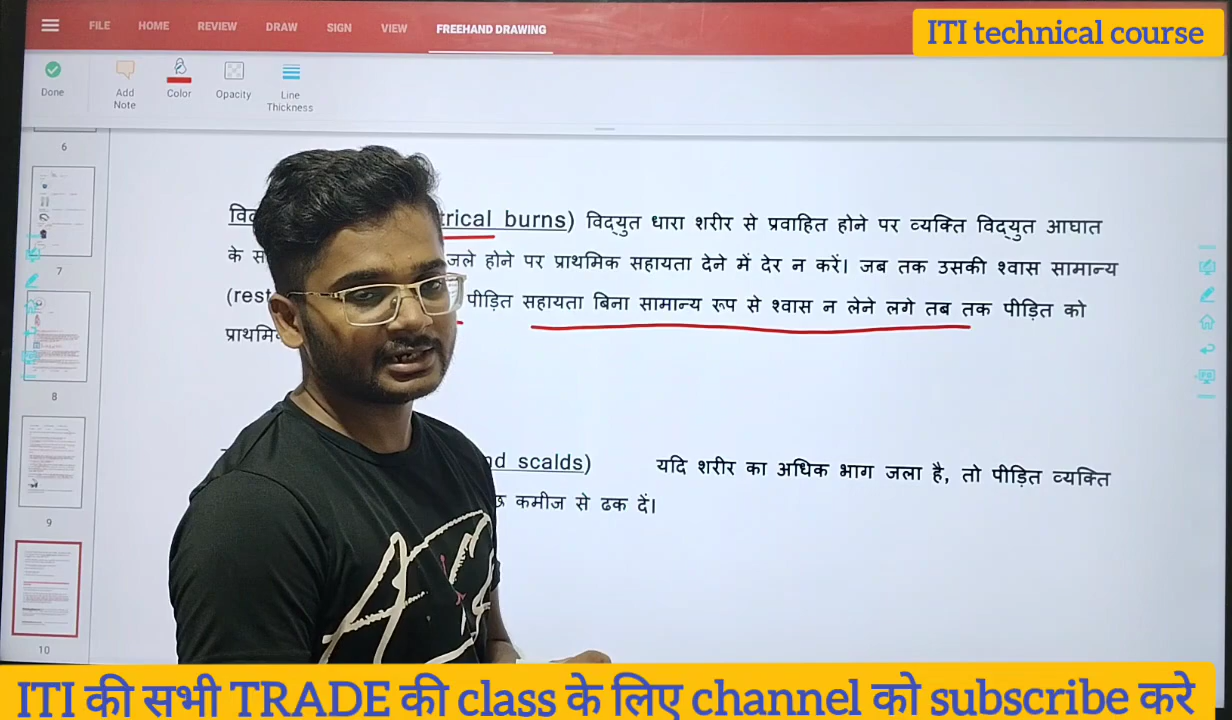 FILE HOME REVIEW DRAW SIGN VIEW FREEHAND DRAWING
ITI technical course
Done Add Note Color Opacity Line Thickness
6
7
8
9
10
electrical burns) विद्युत धारा शरीर से प्रवाहित होने पर व्यक्ति विद्युत आघात
के जले होने पर प्राथमिक सहायता देने में देर न करें। जब तक उसकी श्वास सामान्य
(rest पीड़ित सहायता बिना सामान्य रूप से श्वास न लेने लगे तब तक पीड़ित को
nd scalds) यदि शरीर का अधिक भाग जला है, तो पीड़ित व्यक्ति
कमीज से ढक दें।
ITI की सभी TRADE की class के लिए channel को subscribe करे